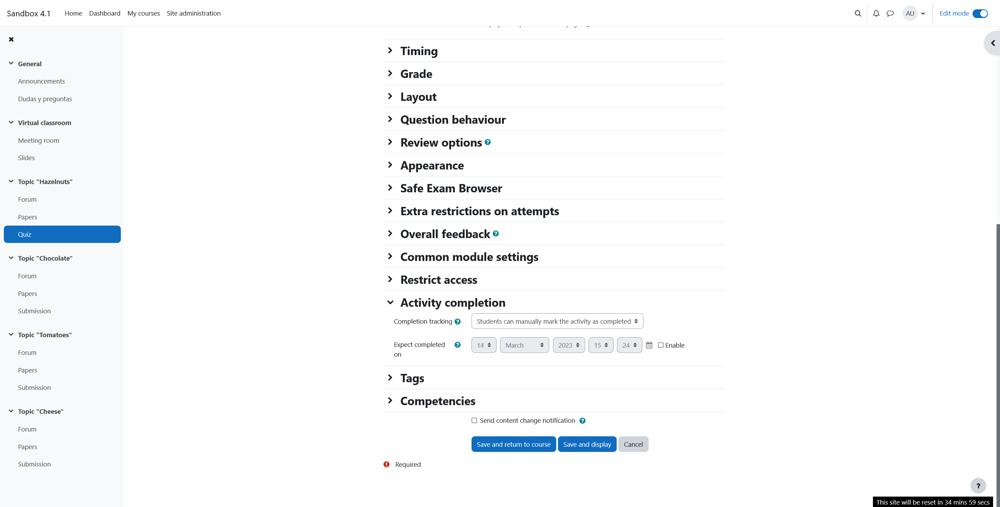 Sandbox 4.1 Home Dashboard My courses Site administration AU Edit mode
General
Announcements
Dudas y preguntas
Virtual classroom
Meeting room
Slides
Topic "Hazelnuts"
Forum
Papers
Quiz
Topic "Chocolate"
Forum
Papers
Submission
Topic "Tomatoes"
Forum
Papers
Submission
Topic "Cheese"
Forum
Papers
Submission
Timing
Grade
Layout
Question behaviour
Review options
Appearance
Safe Exam Browser
Extra restrictions on attempts
Overall feedback
Common module settings
Restrict access
Activity completion
Completion tracking Students can manually mark the activity as completed
Expect completed 14 March 2023 15 24 Enable
on
Tags
Competencies
Send content change notification
Save and return to course Save and display Cancel
Required
?
This site will be reset in 34 mins 59 secs